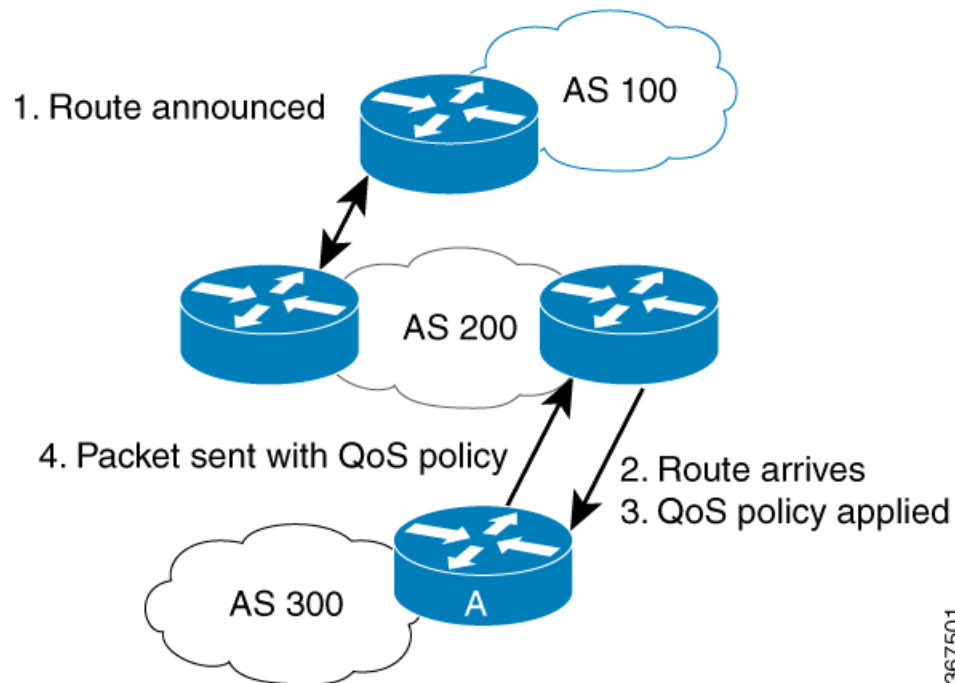 AS 100
1. Route announced
AS 200
4. Packet sent with QoS policy
2. Route arrives
3. QoS policy applied
AS 300
A
367501